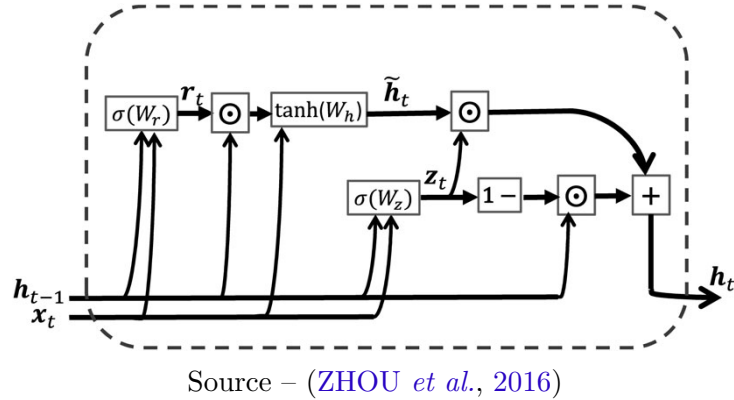 r_t
h̃_t
σ(W_r)
⊙
tanh(W_h)
⊙
z_t
σ(W_z)
1 −
⊙
+
h_{t−1}
x_t
h_t
Source – (ZHOU et al., 2016)